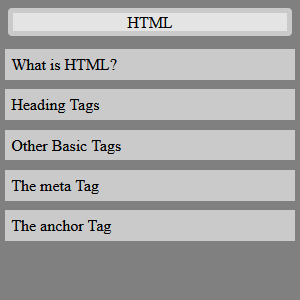 HTML
What is HTML?
Heading Tags
Other Basic Tags
The meta Tag
The anchor Tag